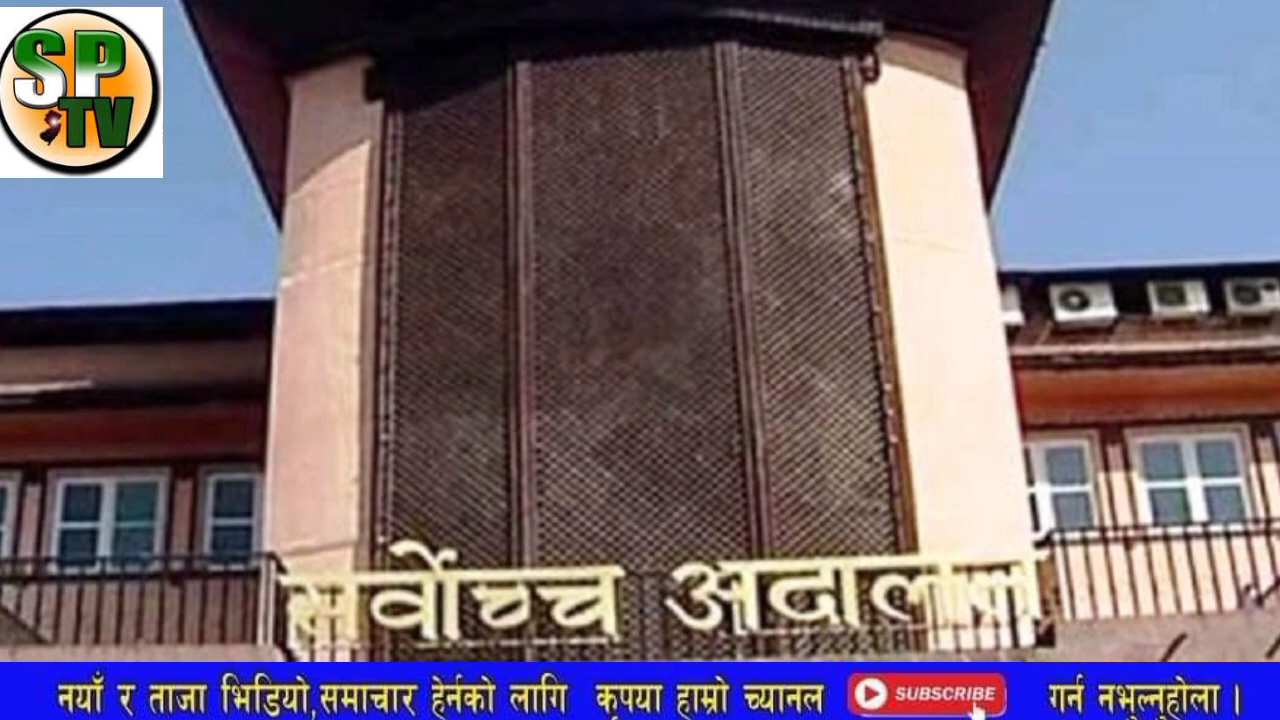 SP
TV
सर्वोच्च अदालत
नयाँ र ताजा भिडियो,समाचार हेर्नको लागि कृपया हाम्रो च्यानल SUBSCRIBE गर्न नभुल्नुहोला ।